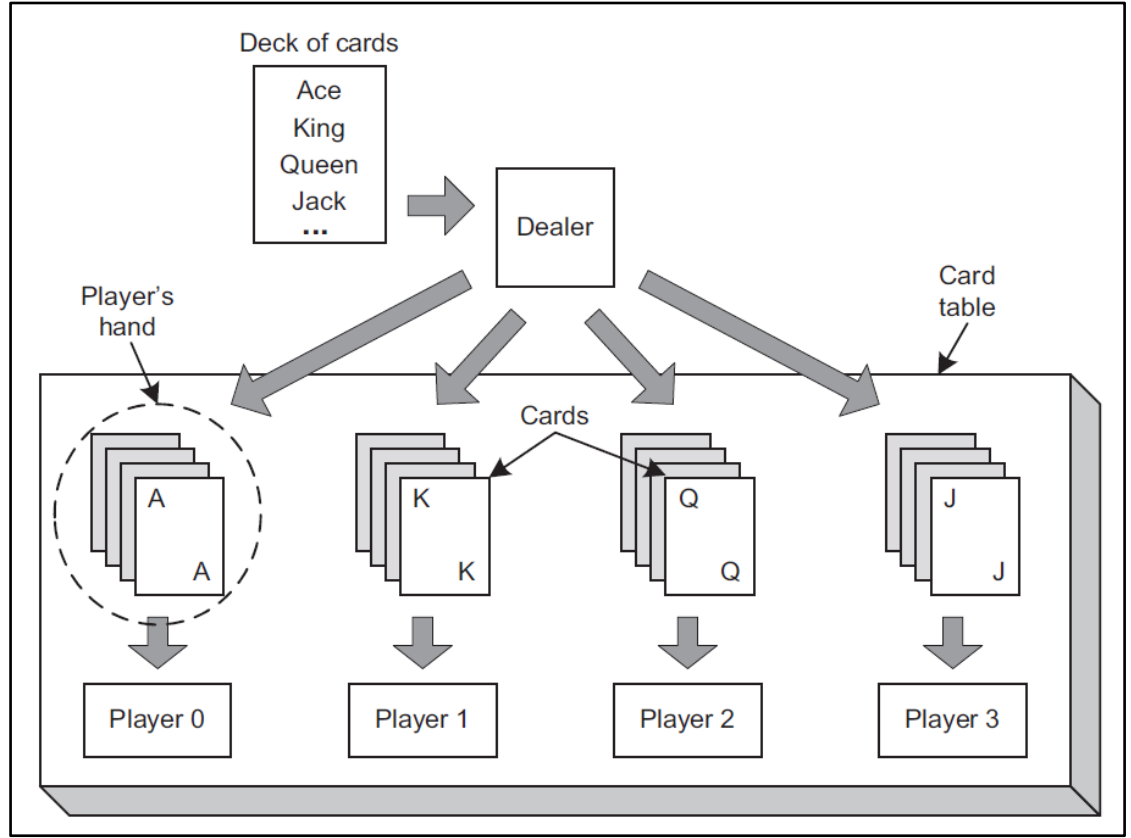 Deck of cards
Ace
King
Queen
Jack
...
Dealer
Player’s
hand
Card
table
Cards
A
A
K
K
Q
Q
J
J
Player 0
Player 1
Player 2
Player 3